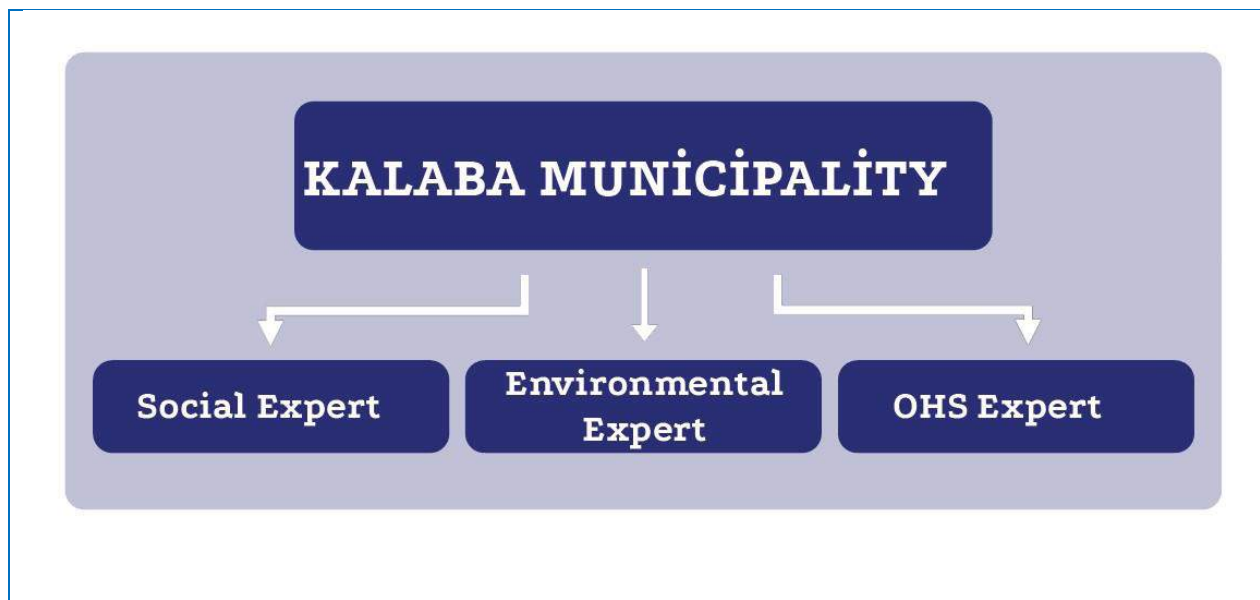 KALABA MUNİCİPALİTY
Social Expert
Environmental
Expert
OHS Expert